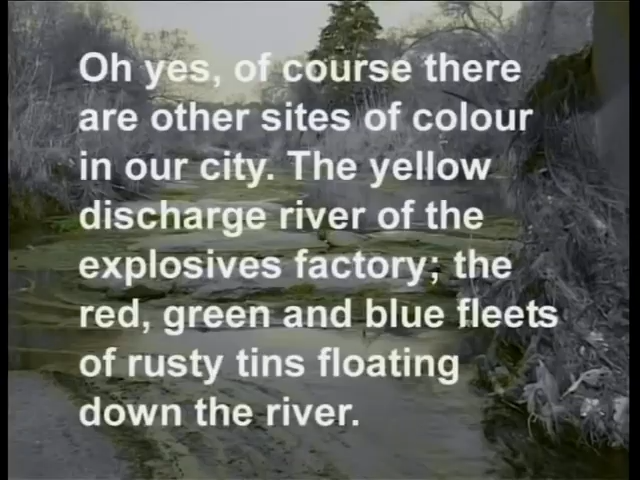 Oh yes, of course there
are other sites of colour
in our city. The yellow
discharge river of the
explosives factory; the
red, green and blue fleets
of rusty tins floating
down the river.